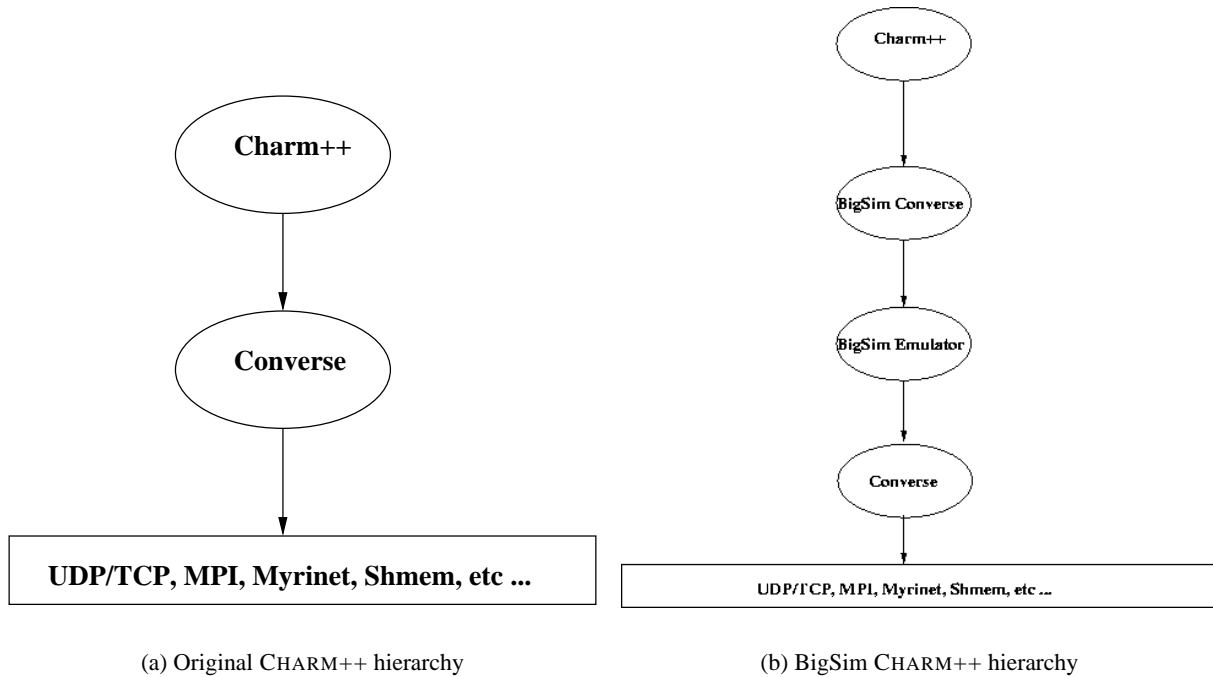 Charm++
Converse
UDP/TCP, MPI, Myrinet, Shmem, etc ...
(a) Original CHARM++ hierarchy
Charm++
BigSim Converse
BigSim Emulator
Converse
UDP/TCP, MPI, Myrinet, Shmem, etc ...
(b) BigSim CHARM++ hierarchy